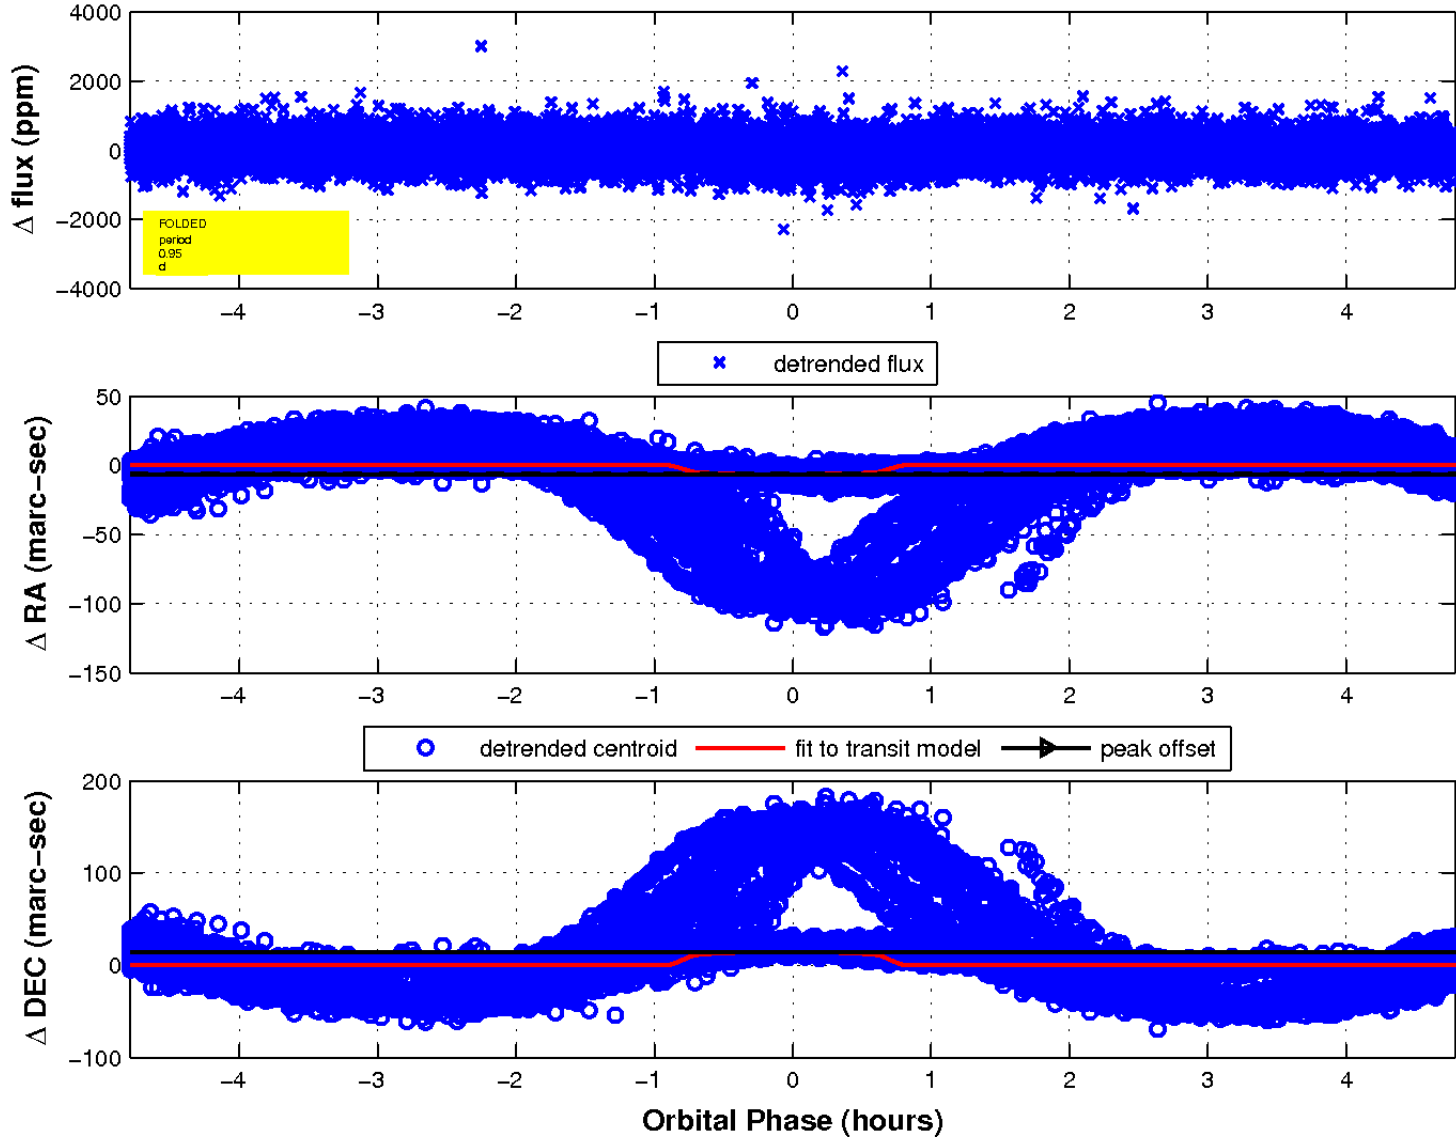 4000
2000
0
−2000
−4000
Δ flux (ppm)
FOLDED
period
0.95
d
−4 −3 −2 −1 0 1 2 3 4
detrended flux
50
0
−50
−100
−150
Δ RA (marc−sec)
−4 −3 −2 −1 0 1 2 3 4
detrended centroid fit to transit model peak offset
200
100
0
−100
Δ DEC (marc−sec)
−4 −3 −2 −1 0 1 2 3 4
Orbital Phase (hours)